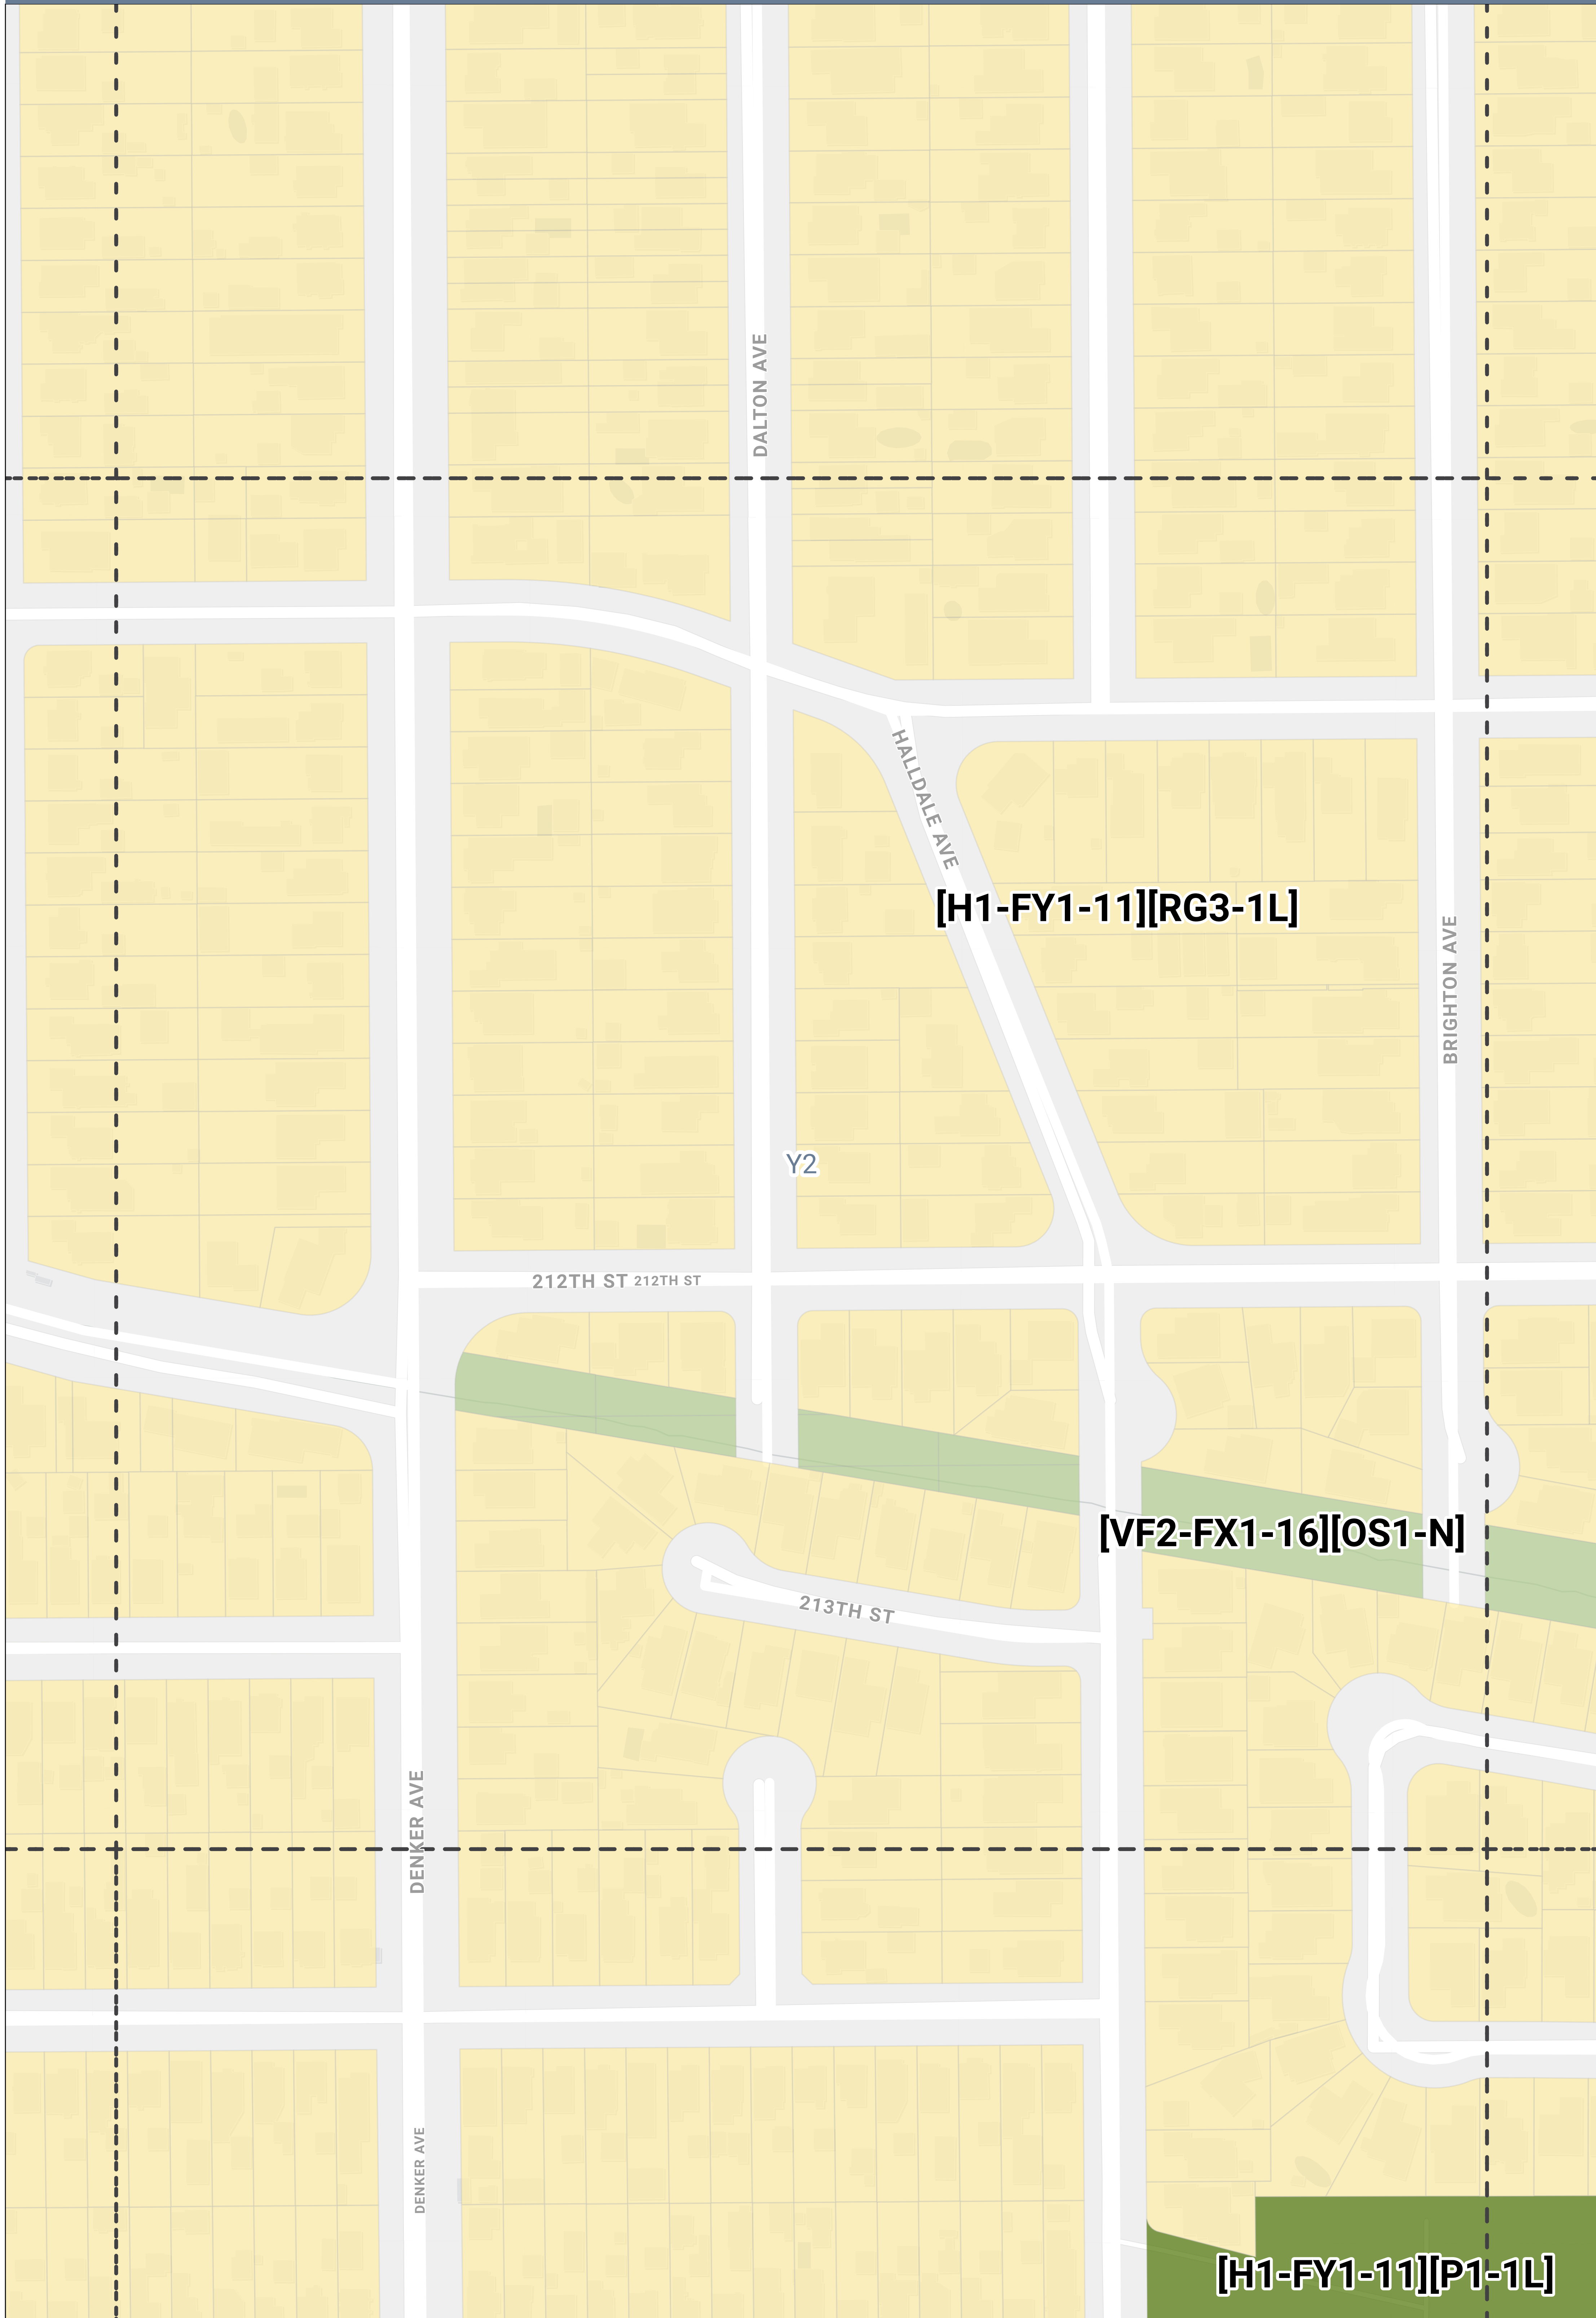 DALTON AVE
HALLDALE AVE
[H1-FY1-11][RG3-1L]
BRIGHTON AVE
Y2
212TH ST 212TH ST
[VF2-FX1-16][OS1-N]
213TH ST
DENKER AVE
DENKER AVE
[H1-FY1-11][P1-1L]